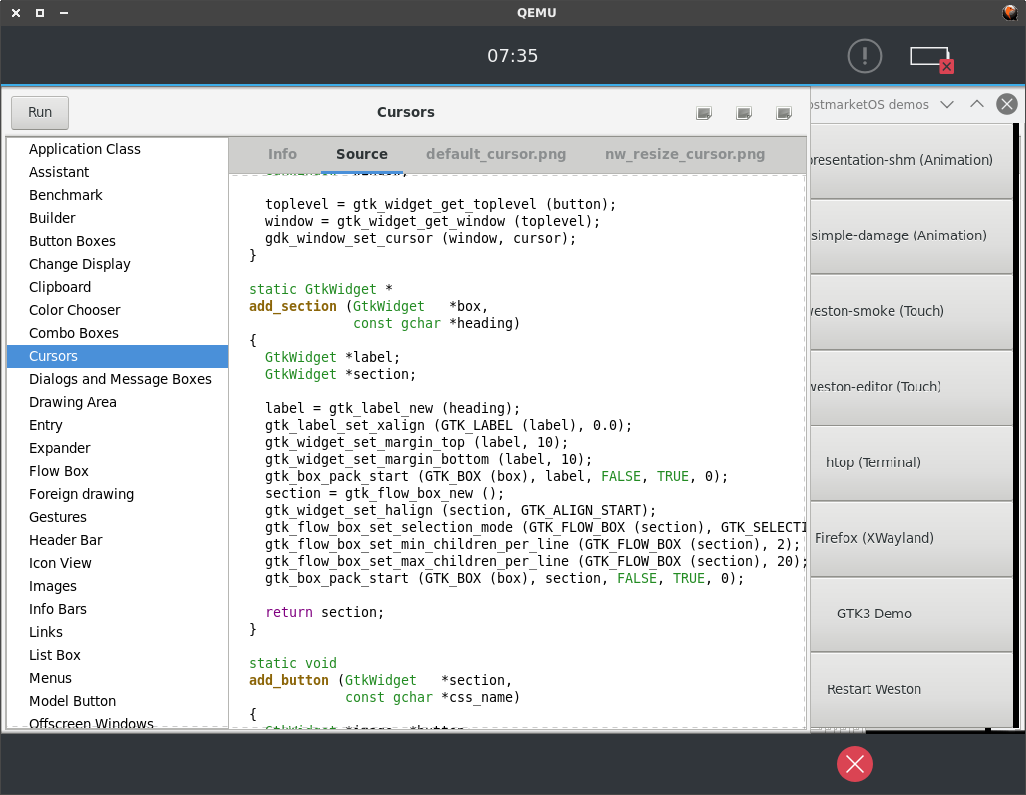 QEMU
07:35
Run
Cursors
Application Class
Assistant
Benchmark
Builder
Button Boxes
Change Display
Clipboard
Color Chooser
Combo Boxes
Cursors
Dialogs and Message Boxes
Drawing Area
Entry
Expander
Flow Box
Foreign drawing
Gestures
Header Bar
Icon View
Images
Info Bars
Links
List Box
Menus
Model Button
Offscreen Windows
Info
Source
default_cursor.png
nw_resize_cursor.png
toplevel = gtk_widget_get_toplevel (button);
window = gtk_widget_get_window (toplevel);
gdk_window_set_cursor (window, cursor);
}
static GtkWidget *
add_section (GtkWidget   *box,
             const gchar *heading)
{
  GtkWidget *label;
  GtkWidget *section;
  label = gtk_label_new (heading);
  gtk_label_set_xalign (GTK_LABEL (label), 0.0);
  gtk_widget_set_margin_top (label, 10);
  gtk_widget_set_margin_bottom (label, 10);
  gtk_box_pack_start (GTK_BOX (box), label, FALSE, TRUE, 0);
  section = gtk_flow_box_new ();
  gtk_widget_set_halign (section, GTK_ALIGN_START);
  gtk_flow_box_set_selection_mode (GTK_FLOW_BOX (section), GTK_SELECTI
  gtk_flow_box_set_min_children_per_line (GTK_FLOW_BOX (section), 2);
  gtk_flow_box_set_max_children_per_line (GTK_FLOW_BOX (section), 20);
  gtk_box_pack_start (GTK_BOX (box), section, FALSE, TRUE, 0);
  return section;
}
static void
add_button (GtkWidget   *section,
            const gchar *css_name)
{
ostmarketOS demos
presentation-shm (Animation)
simple-damage (Animation)
weston-smoke (Touch)
weston-editor (Touch)
htop (Terminal)
Firefox (XWayland)
GTK3 Demo
Restart Weston